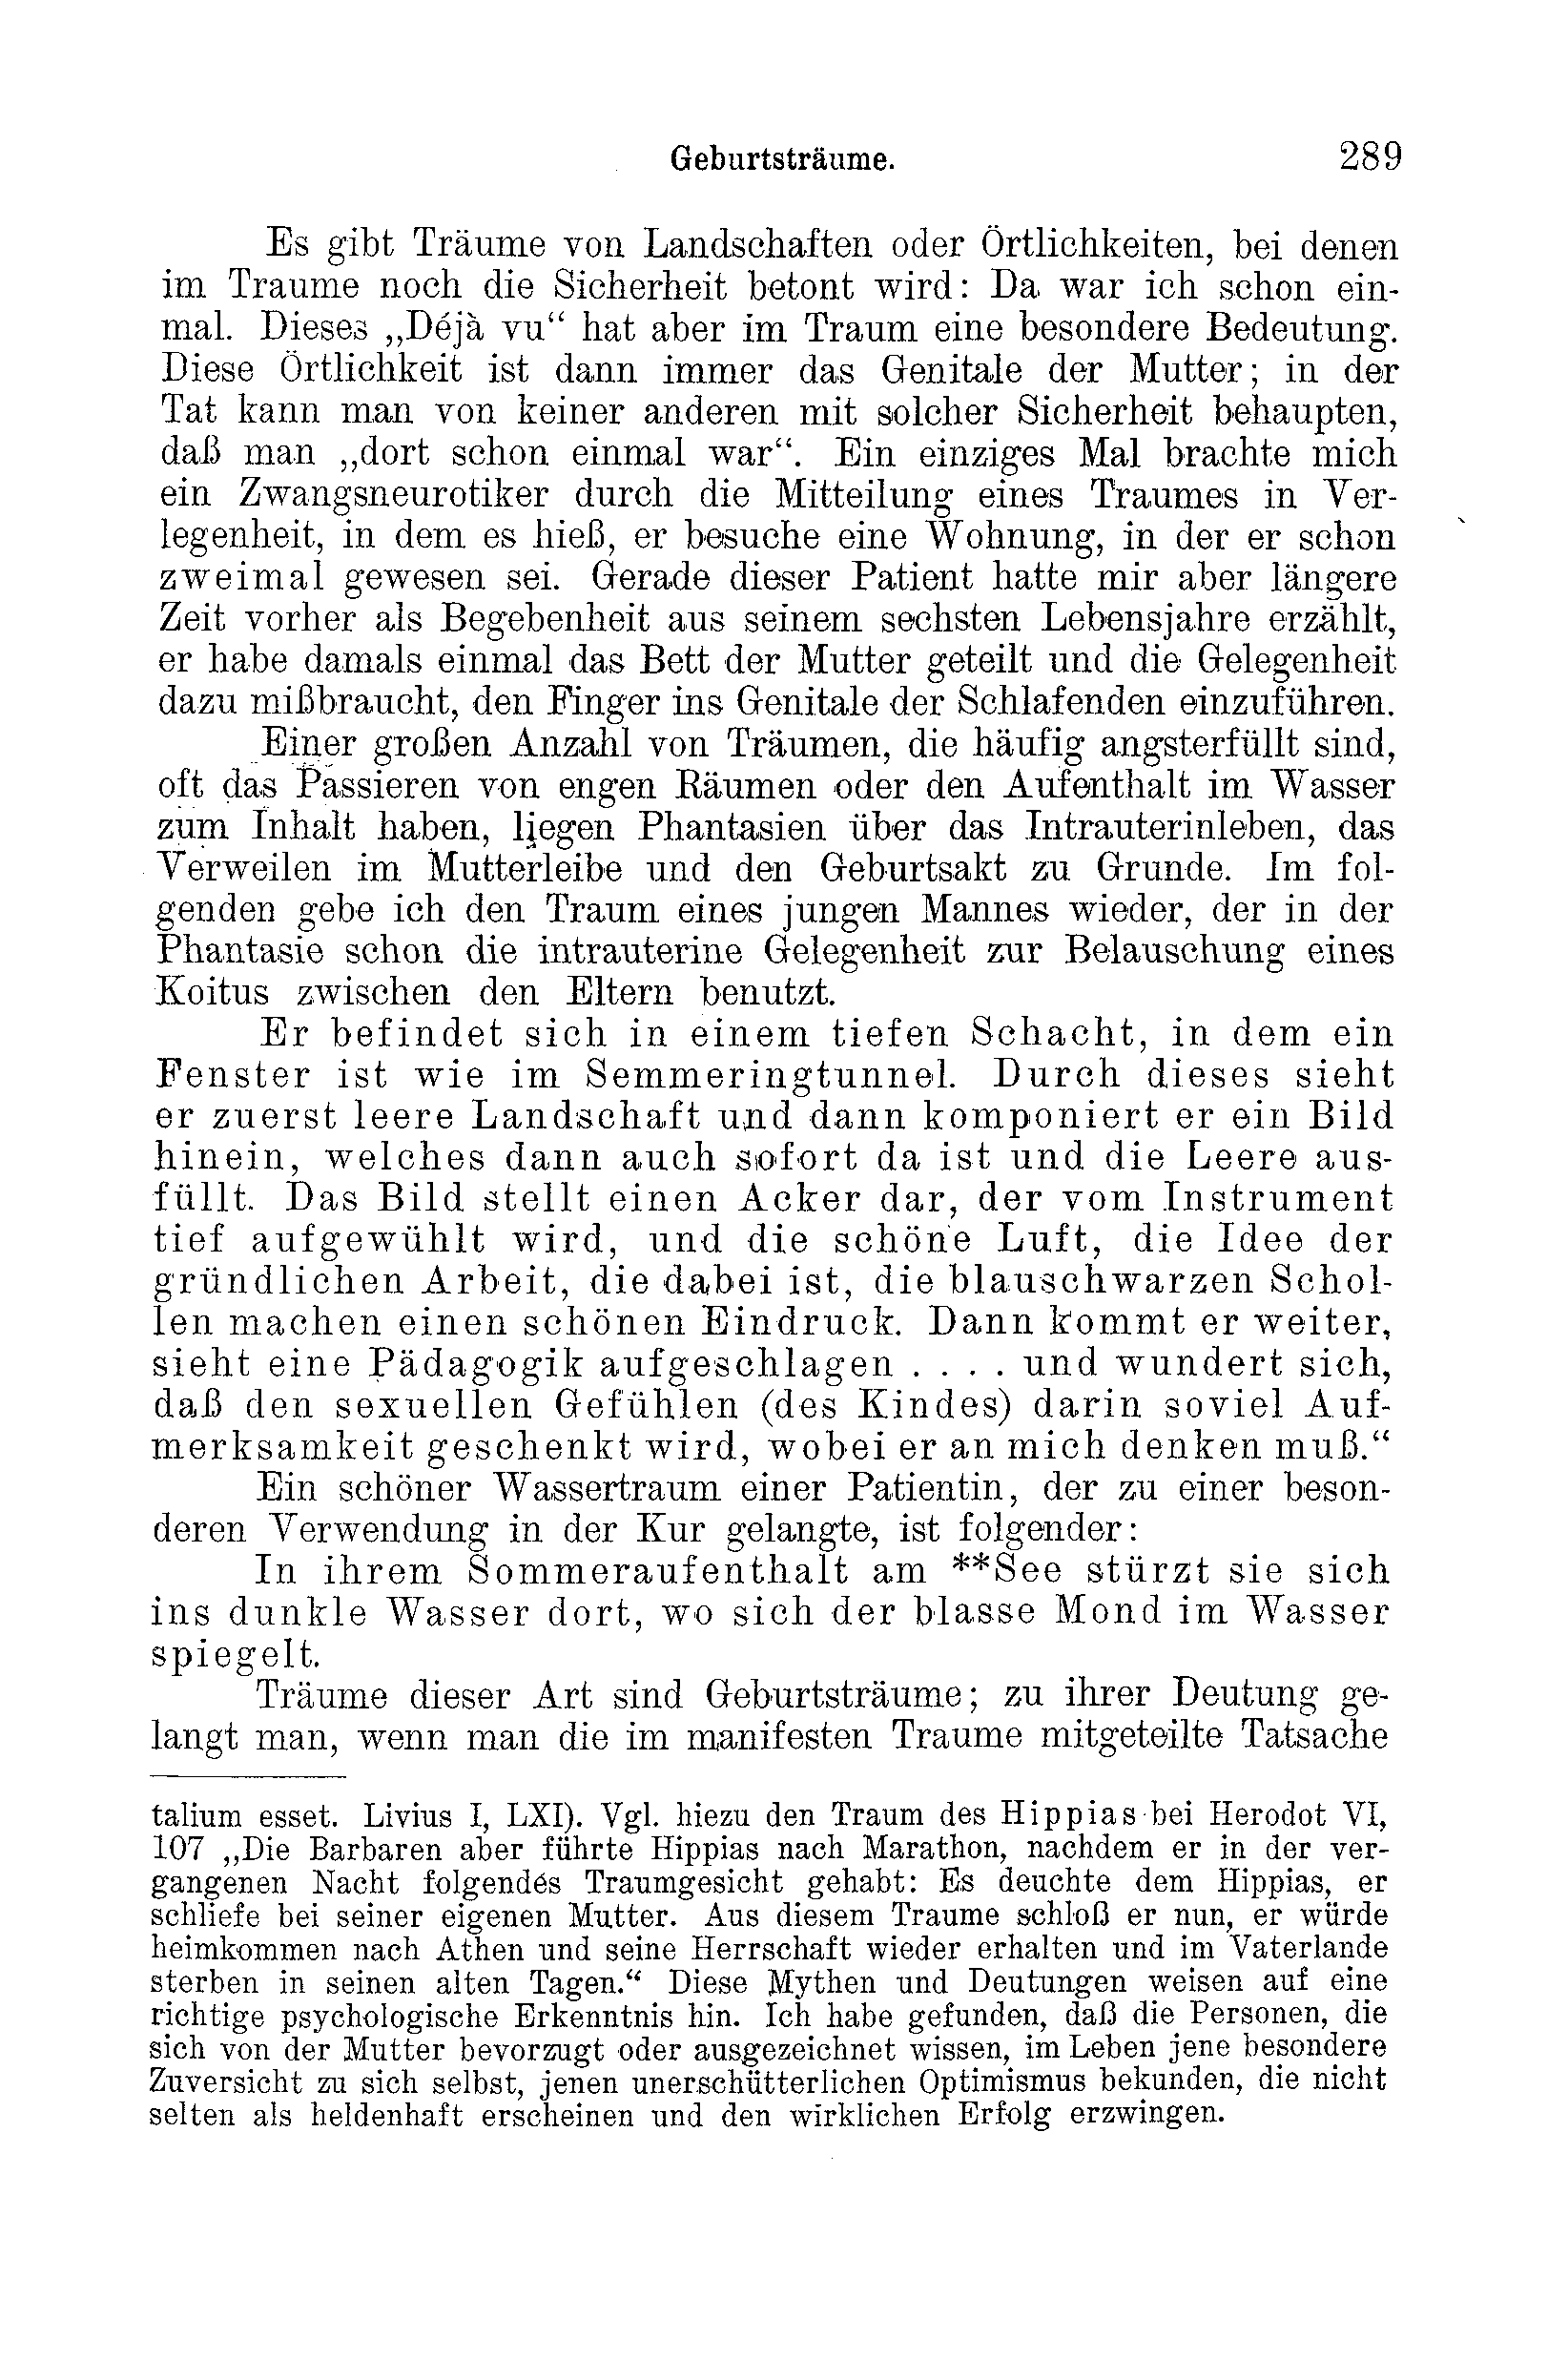 Geburtsträume. 289
Es gibt Träume von Landschaften oder Örtlichkeiten, bei denen
im Traume noch die Sicherheit betont wird: Da war ich schon ein-
mal. Dieses „Déjà vu“ hat aber im Traum eine besondere Bedeutung.
Diese Örtlichkeit ist dann immer das Genitale der Mutter; in der
Tat kann man von keiner anderen mit solcher Sicherheit behaupten,
daß man „dort schon einmal war“. Ein einziges Mal brachte mich
ein Zwangsneurotiker durch die Mitteilung eines Traumes in Ver-
legenheit, in dem es hieß, er besuche eine Wohnung, in der er schon
zweimal gewesen sei. Gerade dieser Patient hatte mir aber längere
Zeit vorher als Begebenheit aus seinem sechsten Lebensjahre erzählt,
er habe damals einmal das Bett der Mutter geteilt und die Gelegenheit
dazu mißbraucht, den Finger ins Genitale der Schlafenden einzuführen.
Einer großen Anzahl von Träumen, die häufig angsterfüllt sind,
oft das Passieren von engen Räumen oder den Aufenthalt im Wasser
zum Inhalt haben, liegen Phantasien über das Intrauterinleben, das
Verweilen im Mutterleibe und den Geburtsakt zu Grunde. Im fol-
genden gebe ich den Traum eines jungen Mannes wieder, der in der
Phantasie schon die intrauterine Gelegenheit zur Belauschung eines
Koitus zwischen den Eltern benutzt.
Er befindet sich in einem tiefen Schacht, in dem ein
Fenster ist wie im Semmeringtunnel. Durch dieses sieht
er zuerst leere Landschaft und dann komponiert er ein Bild
hinein, welches dann auch sofort da ist und die Leere aus-
füllt. Das Bild stellt einen Acker dar, der vom Instrument
tief aufgewühlt wird, und die schöne Luft, die Idee der
gründlichen Arbeit, die dabei ist, die blauschwarzen Schol-
len machen einen schönen Eindruck. Dann kommt er weiter,
sieht eine Pädagogik aufgeschlagen . . . . und wundert sich,
daß den sexuellen Gefühlen (des Kindes) darin soviel Auf-
merksamkeit geschenkt wird, wobei er an mich denken muß.“
Ein schöner Wassertraum einer Patientin, der zu einer beson-
deren Verwendung in der Kur gelangte, ist folgender:
In ihrem Sommeraufenthalt am **See stürzt sie sich
ins dunkle Wasser dort, wo sich der blasse Mond im Wasser
spiegelt.
Träume dieser Art sind Geburtsträume; zu ihrer Deutung ge-
langt man, wenn man die im manifesten Traume mitgeteilte Tatsache
talium esset. Livius I, LXI). Vgl. hiezu den Traum des Hippias bei Herodot VI,
107 „Die Barbaren aber führte Hippias nach Marathon, nachdem er in der ver-
gangenen Nacht folgendes Traumgesicht gehabt: Es deuchte dem Hippias, er
schliefe bei seiner eigenen Mutter. Aus diesem Traume schloß er nun, er würde
heimkommen nach Athen und seine Herrschaft wieder erhalten und im Vaterlande
sterben in seinen alten Tagen.“ Diese Mythen und Deutungen weisen auf eine
richtige psychologische Erkenntnis hin. Ich habe gefunden, daß die Personen, die
sich von der Mutter bevorzugt oder ausgezeichnet wissen, im Leben jene besondere
Zuversicht zu sich selbst, jenen unerschütterlichen Optimismus bekunden, die nicht
selten als heldenhaft erscheinen und den wirklichen Erfolg erzwingen.